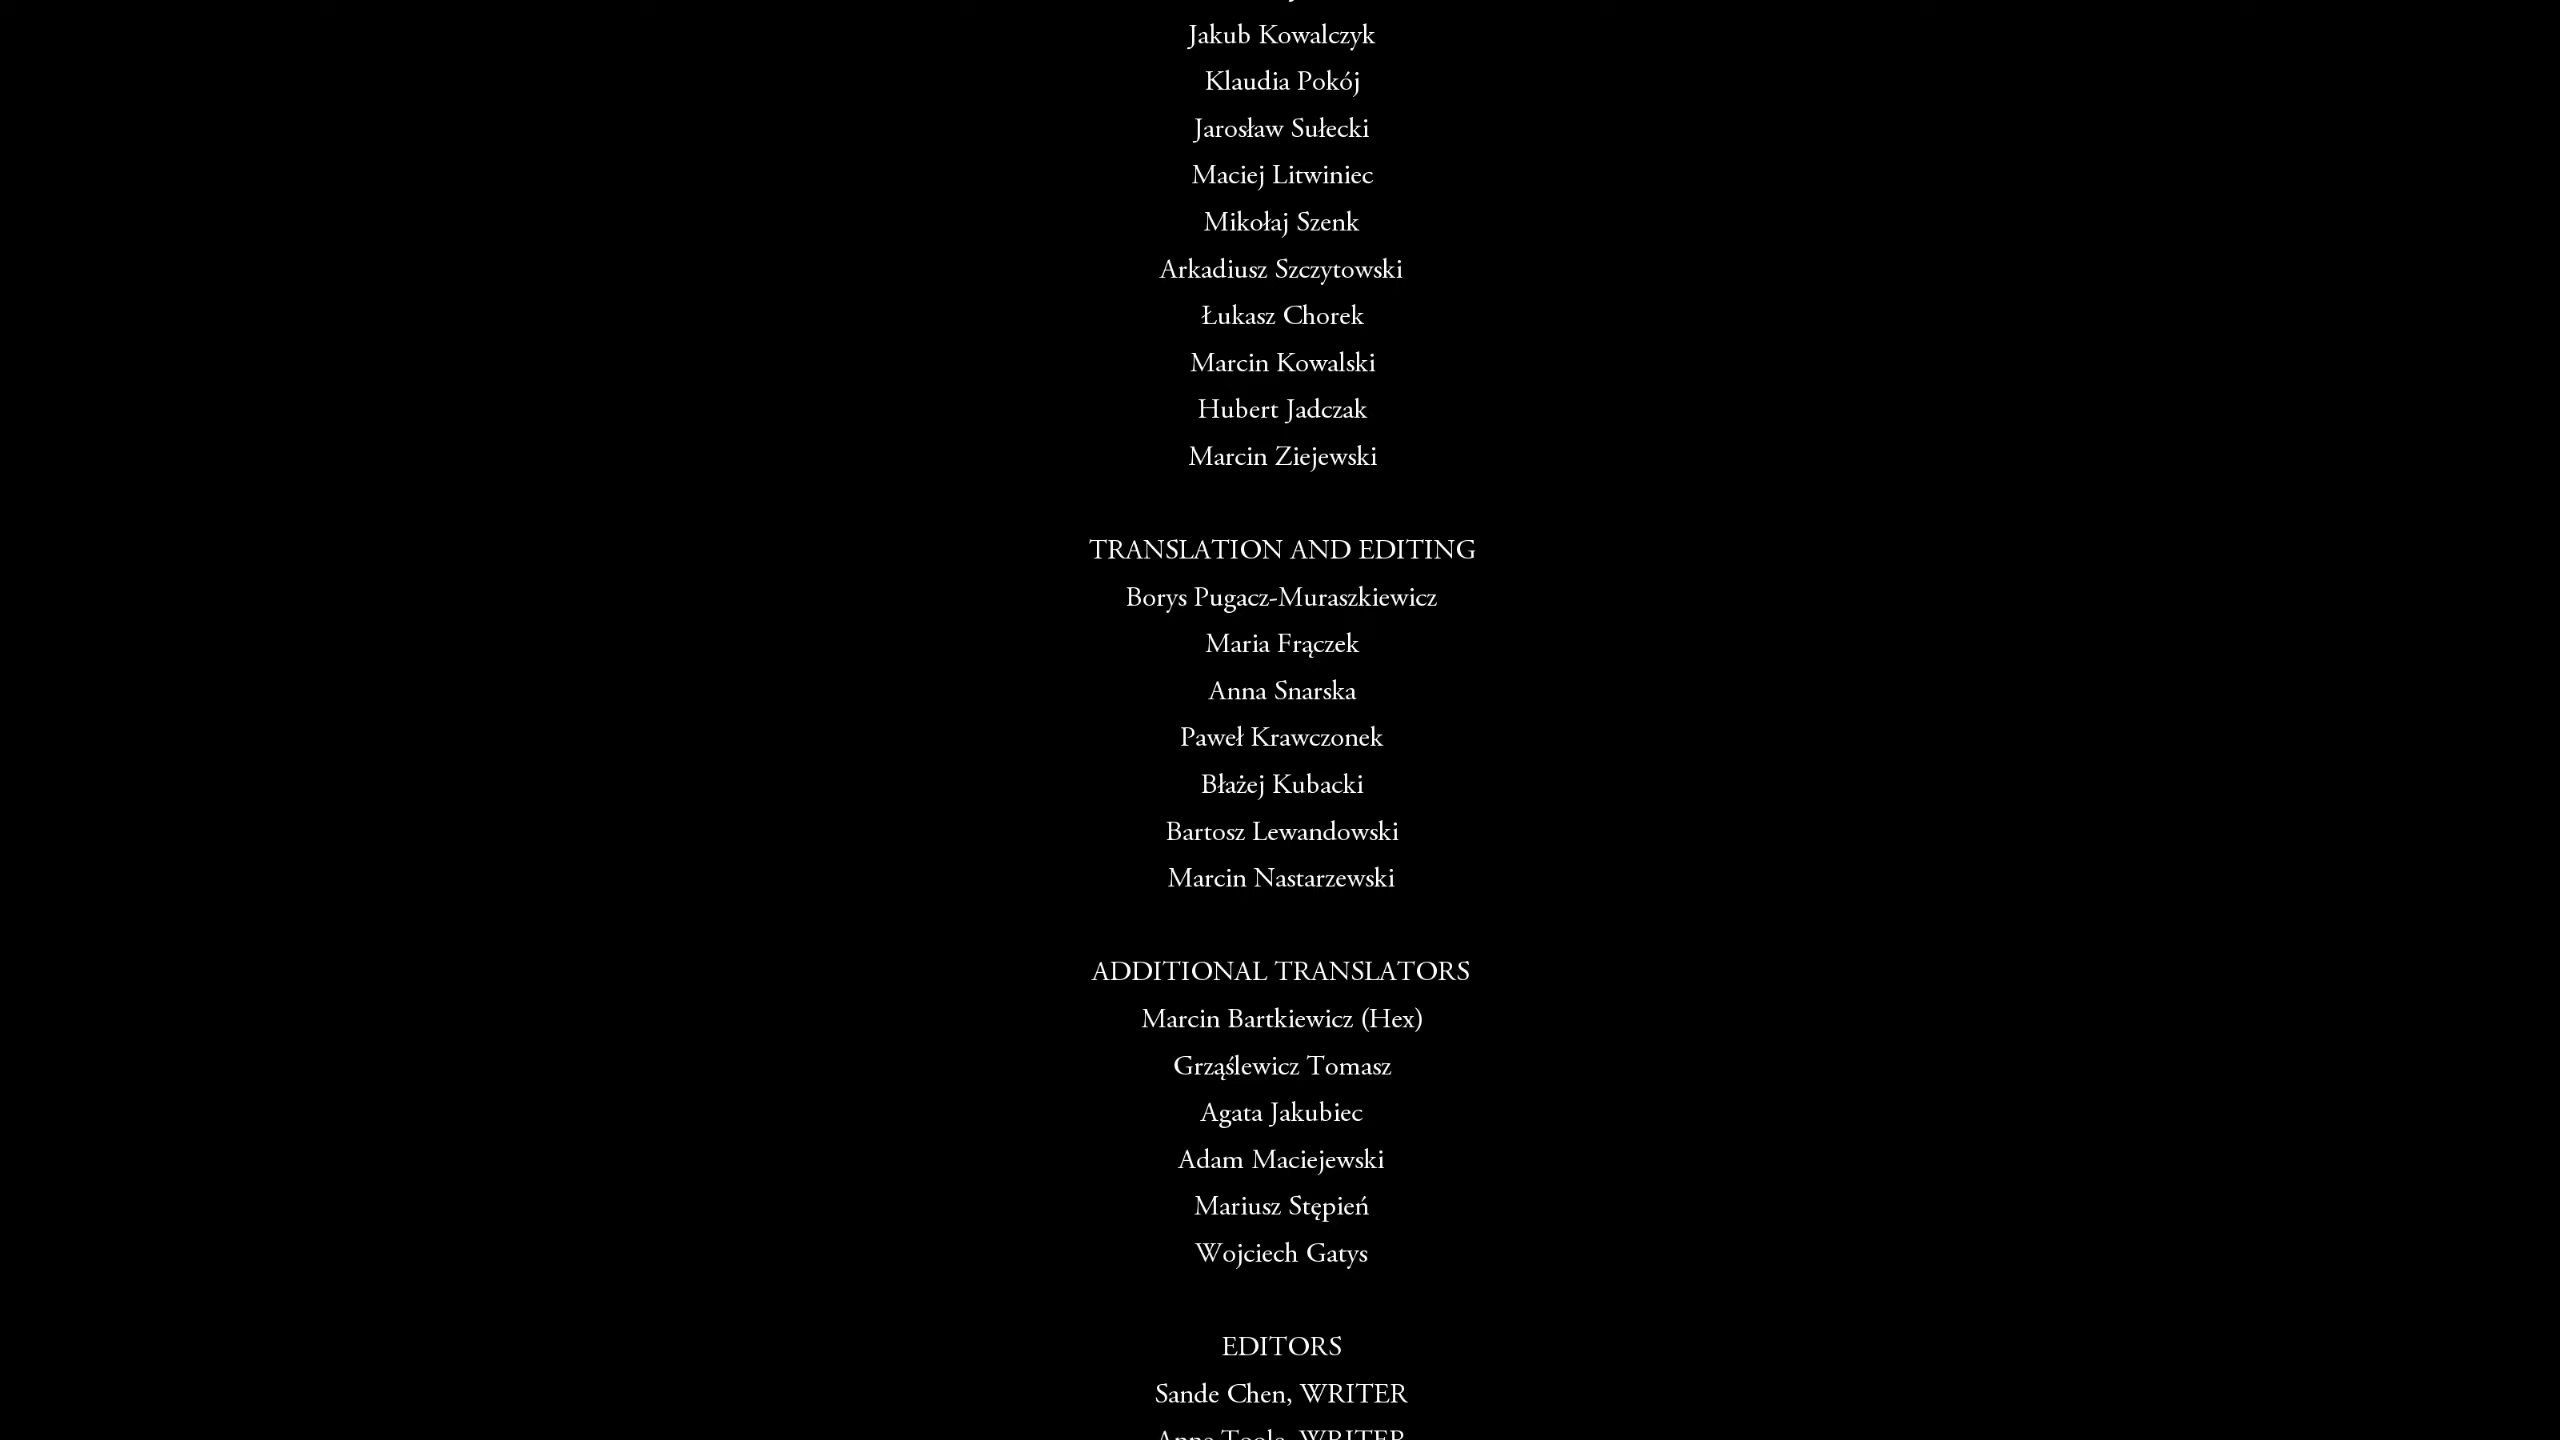 Jakub Kowalczyk
Klaudia Pokój
Jarosław Sułecki
Maciej Litwiniec
Mikołaj Szenk
Arkadiusz Szczytowski
Łukasz Chorek
Marcin Kowalski
Hubert Jadczak
Marcin Ziejewski
TRANSLATION AND EDITING
Borys Pugacz-Muraszkiewicz
Maria Frączek
Anna Snarska
Paweł Krawczonek
Błażej Kubacki
Bartosz Lewandowski
Marcin Nastarzewski
ADDITIONAL TRANSLATORS
Marcin Bartkiewicz (Hex)
Grząślewicz Tomasz
Agata Jakubiec
Adam Maciejewski
Mariusz Stępień
Wojciech Gatys
EDITORS
Sande Chen, WRITER
Anne Toole, WRITER